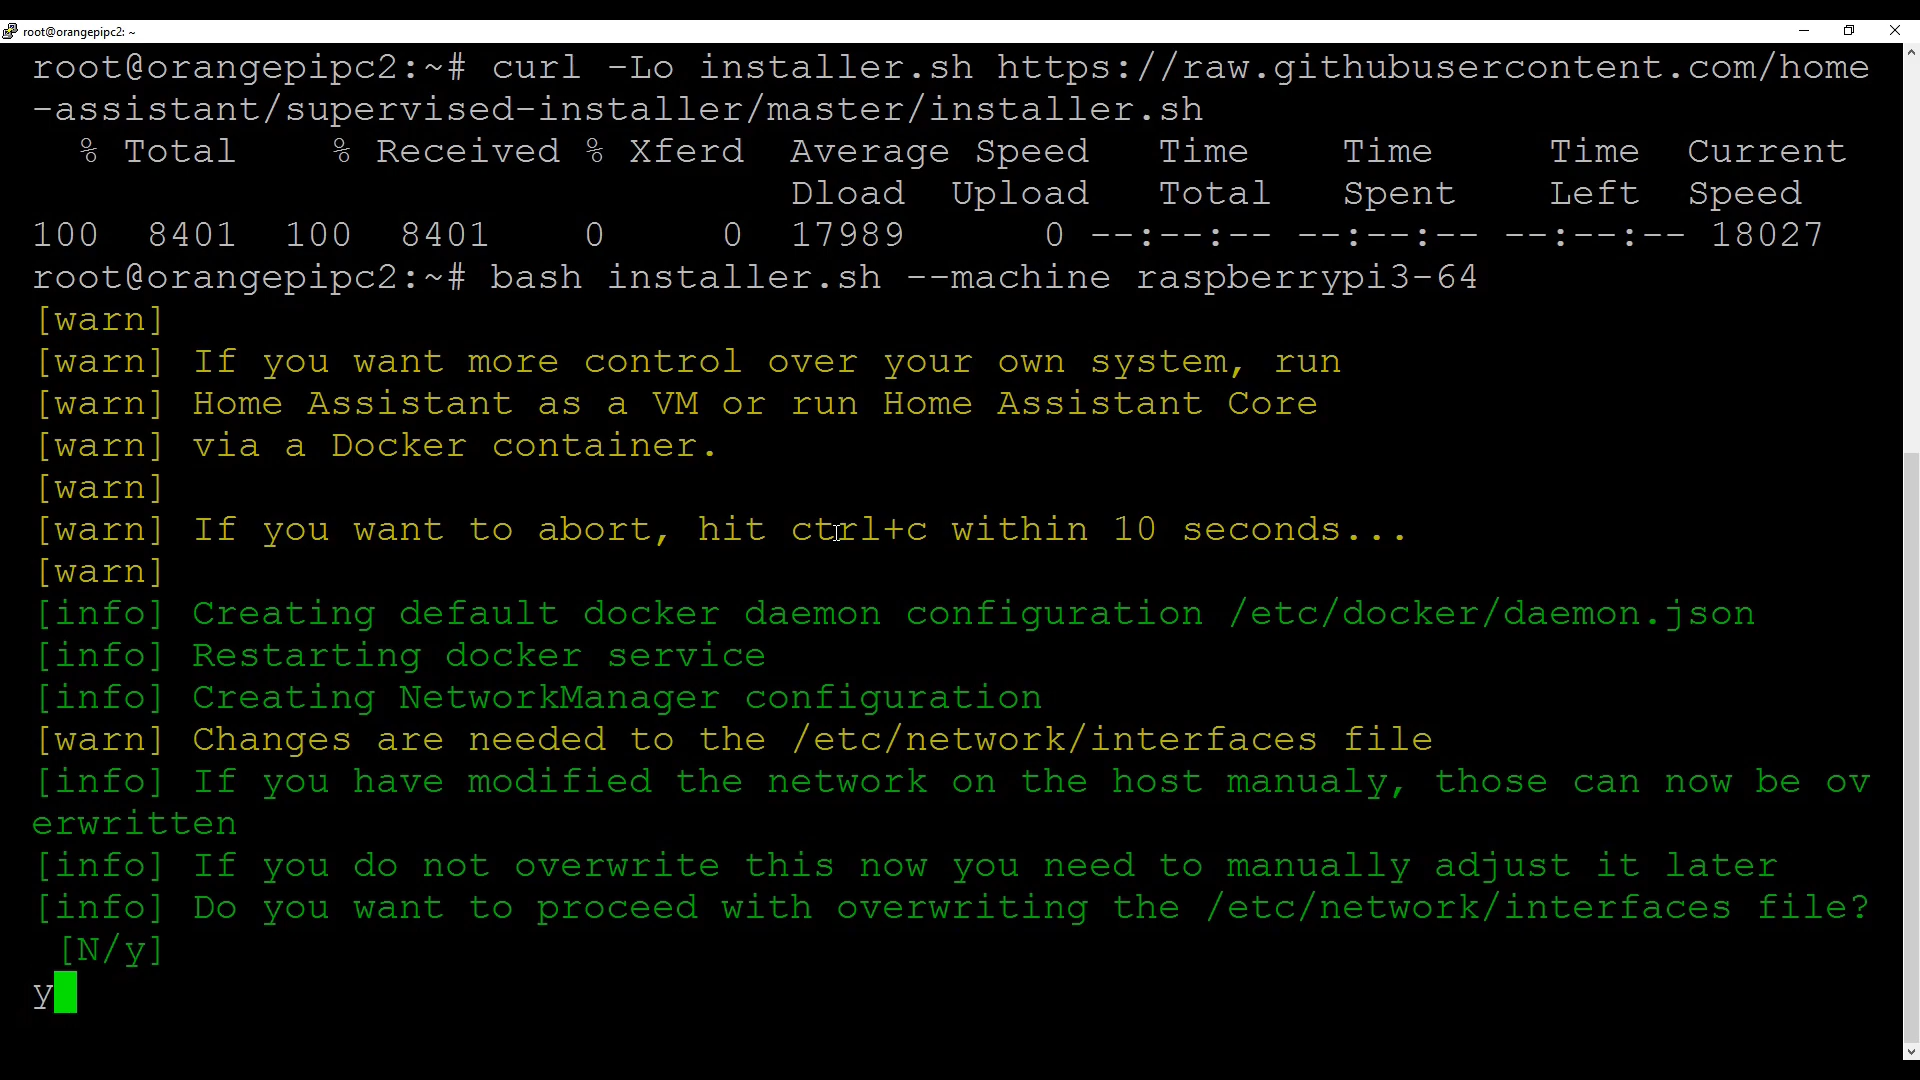 root@orangepipc2: ~
root@orangepipc2:~# curl -Lo installer.sh https://raw.githubusercontent.com/home
-assistant/supervised-installer/master/installer.sh
% Total % Received % Xferd Average Speed Time Time Time Current
Dload Upload Total Spent Left Speed
100 8401 100 8401 0 0 17989 0 --:--:-- --:--:-- --:--:-- 18027
root@orangepipc2:~# bash installer.sh --machine raspberrypi3-64
[warn]
[warn] If you want more control over your own system, run
[warn] Home Assistant as a VM or run Home Assistant Core
[warn] via a Docker container.
[warn]
[warn] If you want to abort, hit ctrl+c within 10 seconds...
[warn]
[info] Creating default docker daemon configuration /etc/docker/daemon.json
[info] Restarting docker service
[info] Creating NetworkManager configuration
[warn] Changes are needed to the /etc/network/interfaces file
[info] If you have modified the network on the host manualy, those can now be ov
erwritten
[info] If you do not overwrite this now you need to manually adjust it later
[info] Do you want to proceed with overwriting the /etc/network/interfaces file?
[N/y]
y